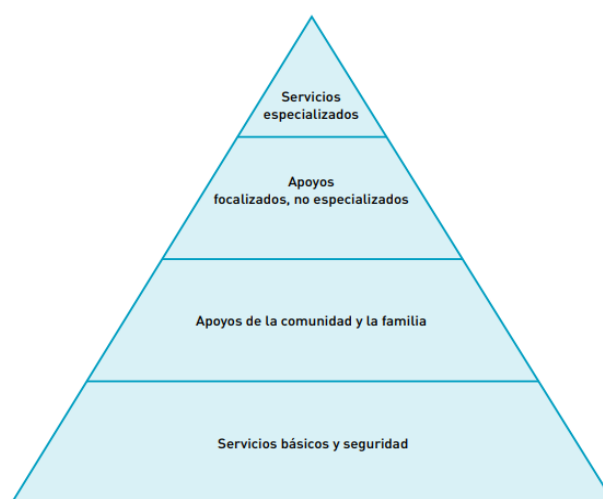 Servicios
especializados
Apoyos
focalizados, no especializados
Apoyos de la comunidad y la familia
Servicios básicos y seguridad